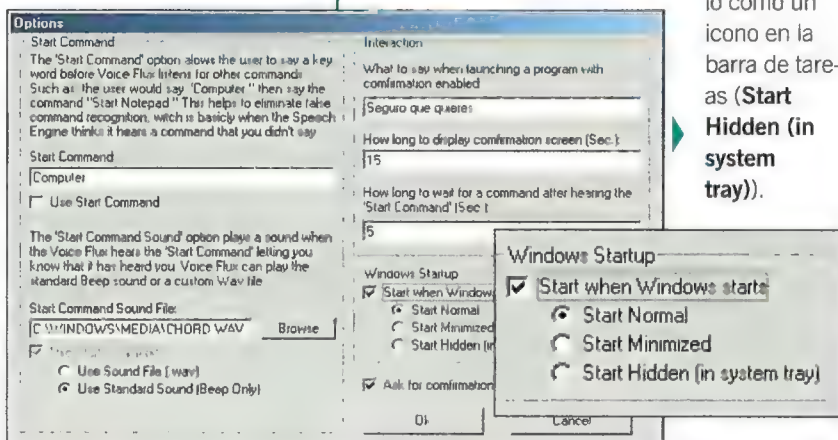 lo como un
icono en la
barra de tare-
as (Start
Hidden (in
system
tray)).
Options
Start Command
The 'Start Command' option alows the user to say a key
word before Voice Flux listens for other commands
Such as the user would say 'Computer " then say the
command "Start Notepad " This helps to eliminate false
command recognition, witch is basicly when the Speech
Engine thinks it hears a command that you didn't say
Start Command
Computer
Use Start Command
The 'Start Command Sound' option plays a sound when
the Voice Flux hears the 'Start Command' letting you
know that it has heard you Voice Flux can play the
standard Beep sound or a custom Wav file
Start Command Sound File:
C:\WINDOWS\MEDIA\CHORD WAV
Browse
Use Sound File (.wav)
Use Standard Sound (Beep Only)
Interaction
What to say when launching a program with
comfirmation enabled
Seguro que quieres
How long to display comfirmation screen (Sec.):
15
How long to wait for a command after hearing the
'Start Command' (Sec.):
5
Windows Startup
Start when Window
Start Normal
Start Minimized
Start Hidden (in
Ask for comfirmation
Ok
Cancel
Windows Startup
Start when Windows starts
Start Normal
Start Minimized
Start Hidden (in system tray)